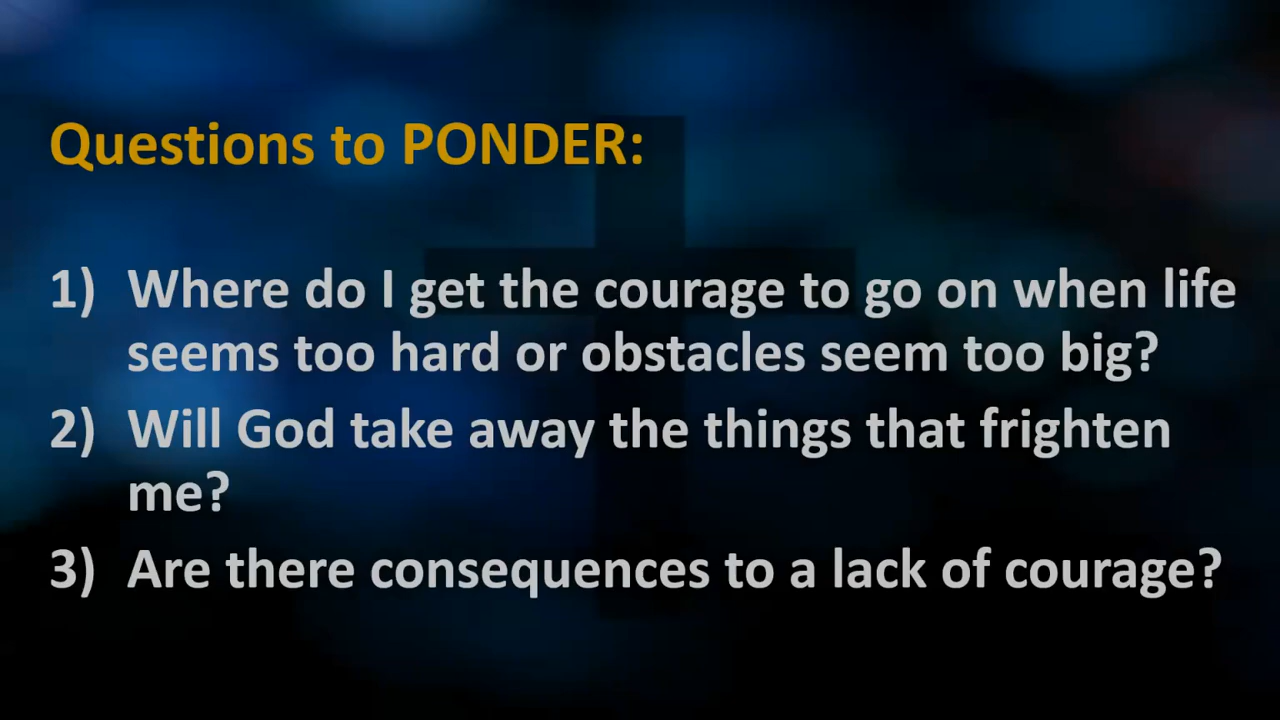 Questions to PONDER:
1) Where do I get the courage to go on when life
seems too hard or obstacles seem too big?
2) Will God take away the things that frighten
me?
3) Are there consequences to a lack of courage?